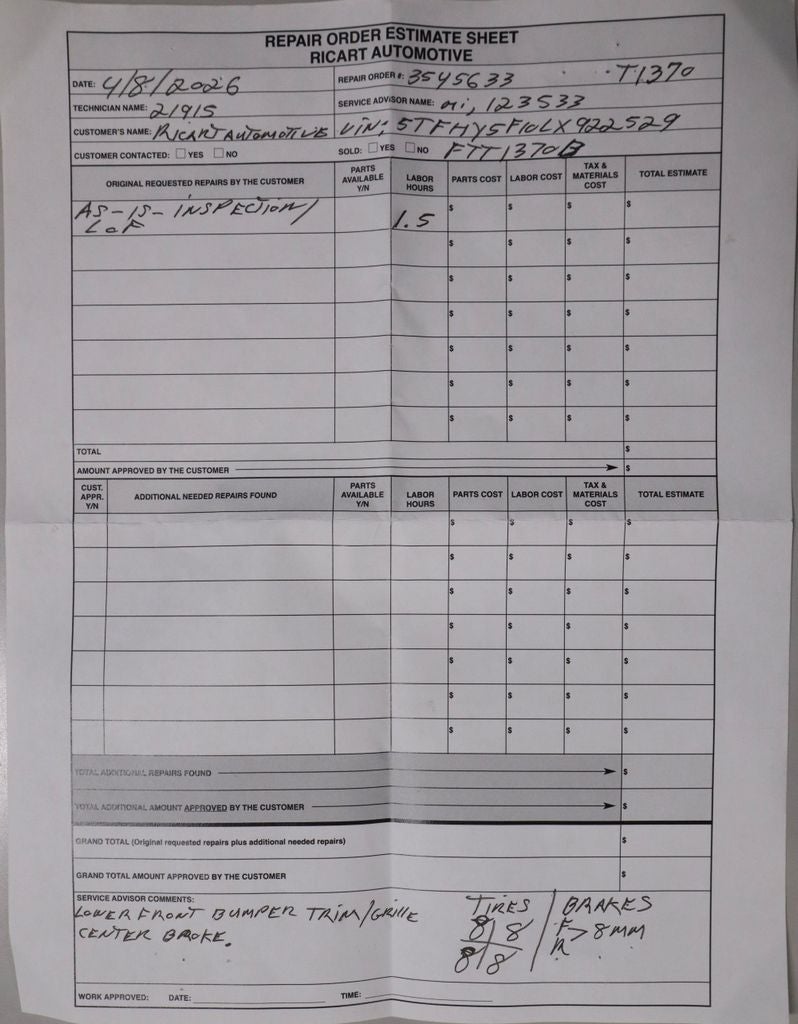 REPAIR ORDER ESTIMATE SHEET
RICART AUTOMOTIVE
DATE: 4/8/2026
REPAIR ORDER #: 3545633 T1370
TECHNICIAN NAME: 21915
SERVICE ADVISOR NAME: mi, 123533
CUSTOMER'S NAME: RICART AUTOMOTIVE VIN: 5TFHY5F10LX922529
CUSTOMER CONTACTED: YES NO
SOLD: YES NO FTT1370B
ORIGINAL REQUESTED REPAIRS BY THE CUSTOMER PARTS AVAILABLE Y/N LABOR HOURS PARTS COST LABOR COST TAX & MATERIALS COST TOTAL ESTIMATE
AS-IS-INSPECTION/ $ $ $ $
LOF 1.5
$ $ $ $
$ $ $ $
$ $ $ $
$ $ $ $
$ $ $ $
$ $ $ $
TOTAL $
AMOUNT APPROVED BY THE CUSTOMER $
CUST. APPR. Y/N ADDITIONAL NEEDED REPAIRS FOUND PARTS AVAILABLE Y/N LABOR HOURS PARTS COST LABOR COST TAX & MATERIALS COST TOTAL ESTIMATE
$ $ $ $
$ $ $ $
$ $ $ $
$ $ $ $
$ $ $ $
$ $ $ $
$ $ $ $
TOTAL ADDITIONAL REPAIRS FOUND $
TOTAL ADDITIONAL AMOUNT APPROVED BY THE CUSTOMER $
GRAND TOTAL (Original requested repairs plus additional needed repairs) $
GRAND TOTAL AMOUNT APPROVED BY THE CUSTOMER $
SERVICE ADVISOR COMMENTS:
LOWER FRONT BUMPER TRIM/GRILLE
CENTER BROKE.
TIRES
8/8
8/8
BRAKES
F
R > 8MM
WORK APPROVED: DATE: TIME: